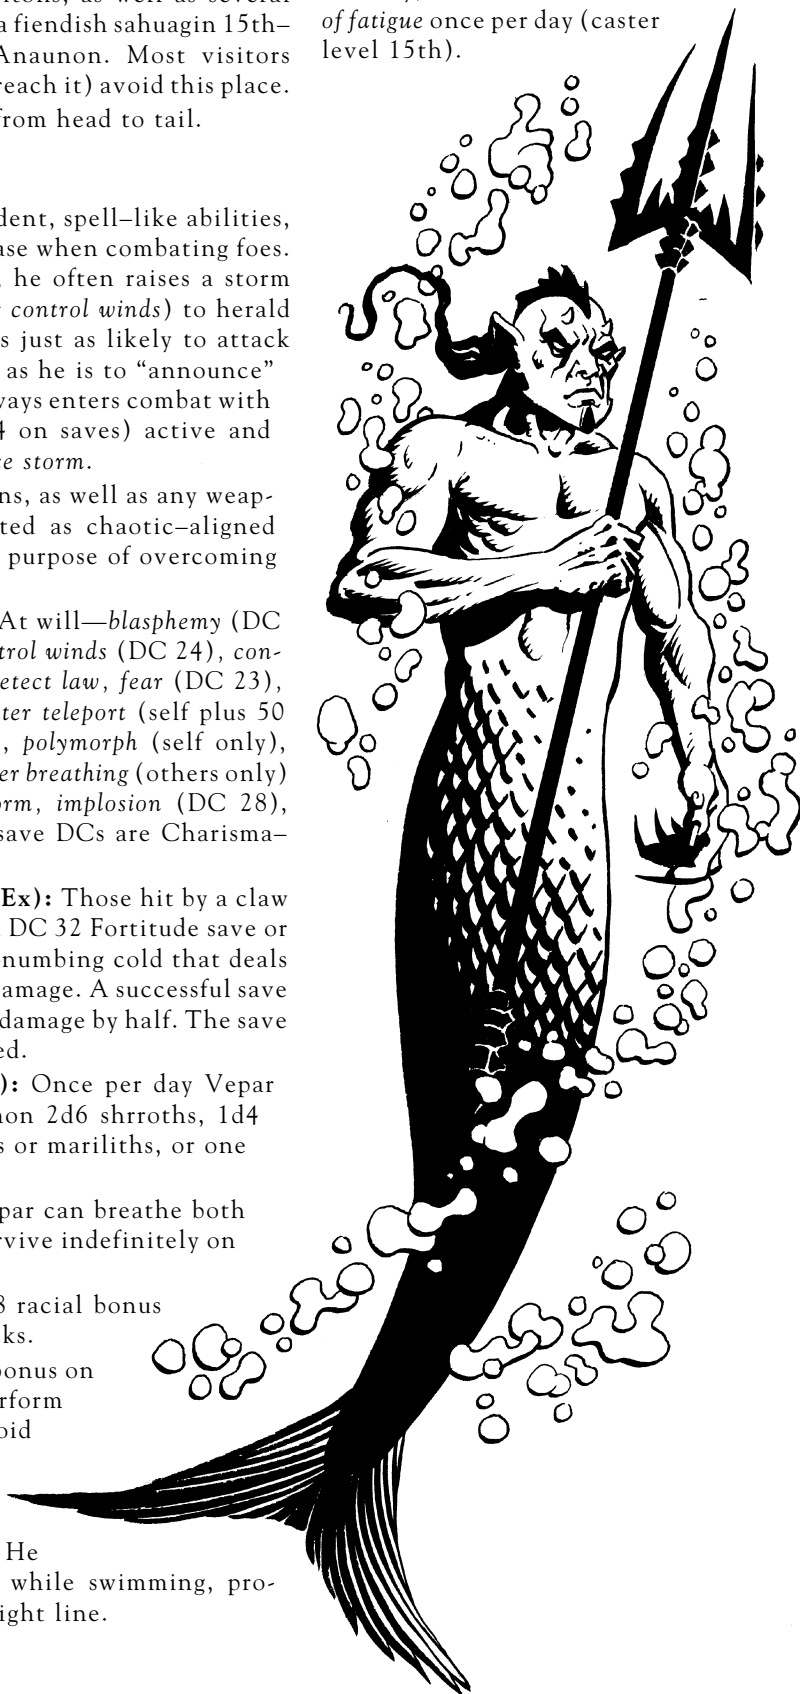 a fiendish sahuagin 15th–
Anaunon. Most visitors
reach it) avoid this place.
from head to tail.
dent, spell–like abilities,
ase when combating foes.
, he often raises a storm
control winds) to herald
s just as likely to attack
as he is to “announce”
ways enters combat with
4 on saves) active and
ce storm.
ns, as well as any weap-
ted as chaotic–aligned
purpose of overcoming
At will—blasphemy (DC
trol winds (DC 24), con-
etect law, fear (DC 23),
ter teleport (self plus 50
, polymorph (self only),
er breathing (others only)
orm, implosion (DC 28),
save DCs are Charisma–
Ex): Those hit by a claw
DC 32 Fortitude save or
numbing cold that deals
amage. A successful save
damage by half. The save
ed.
): Once per day Vepar
mon 2d6 shrroths, 1d4
s or mariliths, or one
par can breathe both
rvive indefinitely on
8 racial bonus
ks.
bonus on
rform
oid
He
while swimming, pro-
ight line.
of fatigue once per day (caster
level 15th).